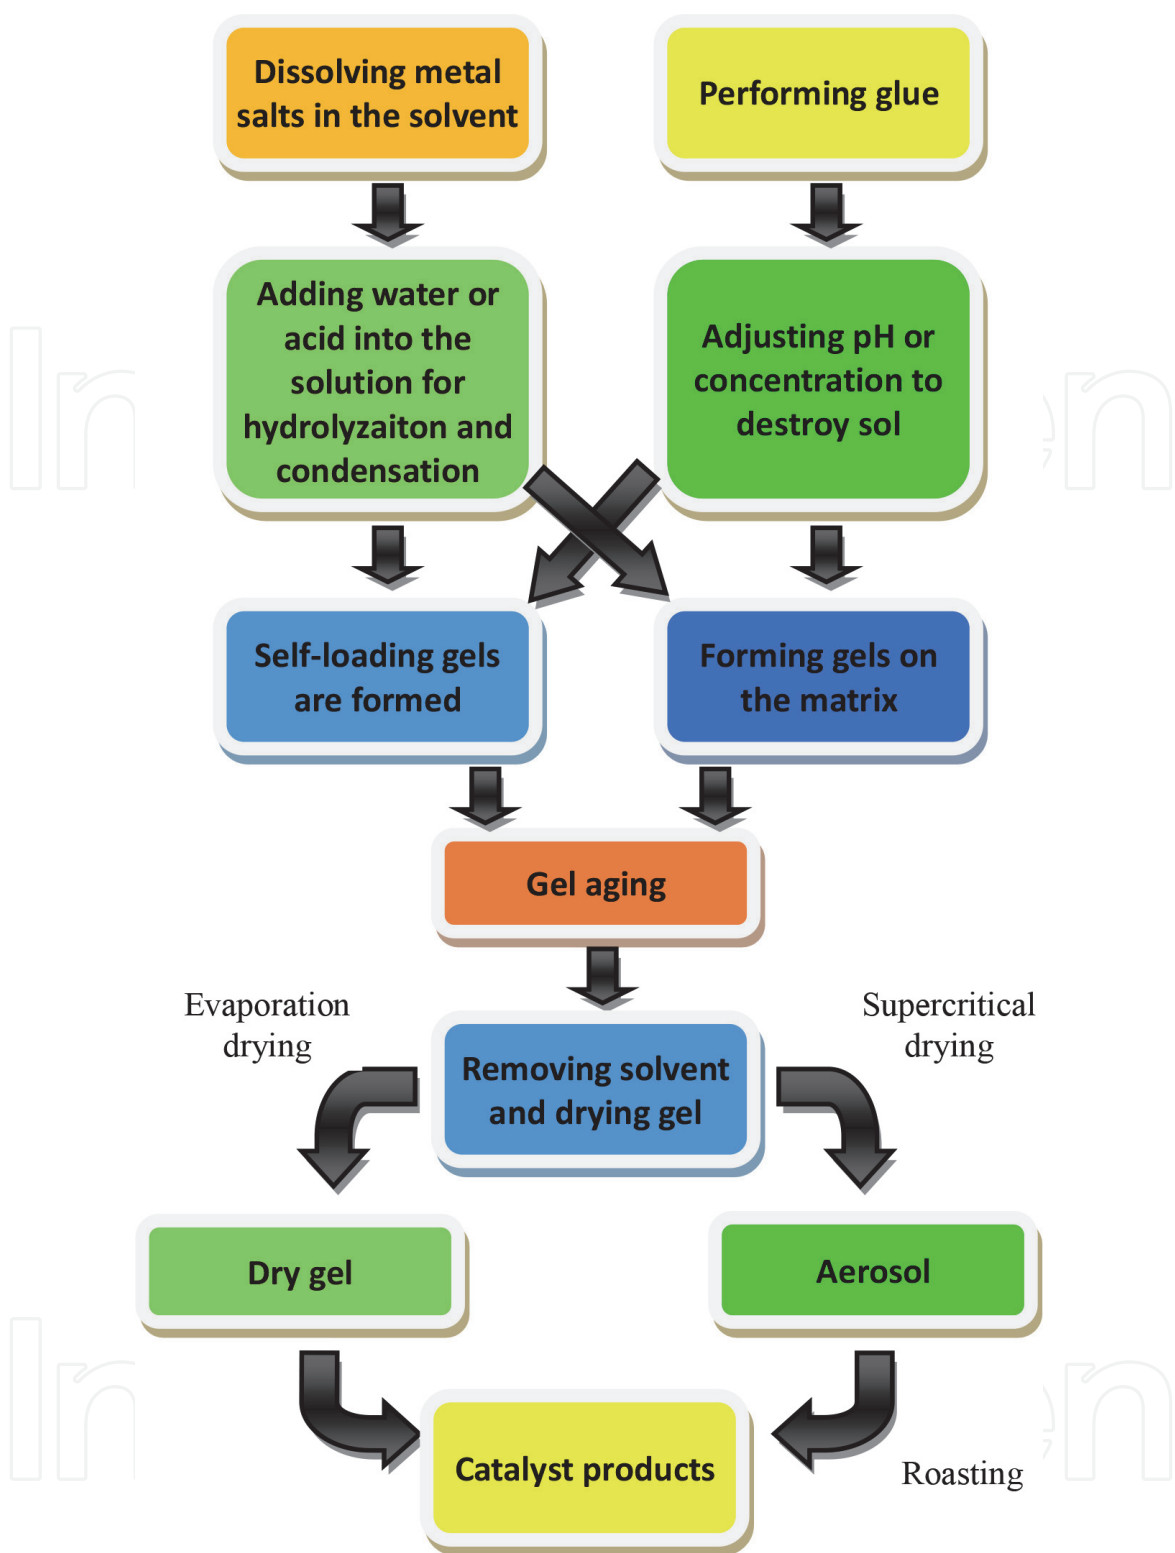 Dissolving metal
salts in the solvent
Performing glue
Adding water or
acid into the
solution for
hydrolyzaiton and
condensation
Adjusting pH or
concentration to
destroy sol
Self-loading gels
are formed
Forming gels on
the matrix
Gel aging
Evaporation
drying
Supercritical
drying
Removing solvent
and drying gel
Dry gel
Aerosol
Catalyst products
Roasting